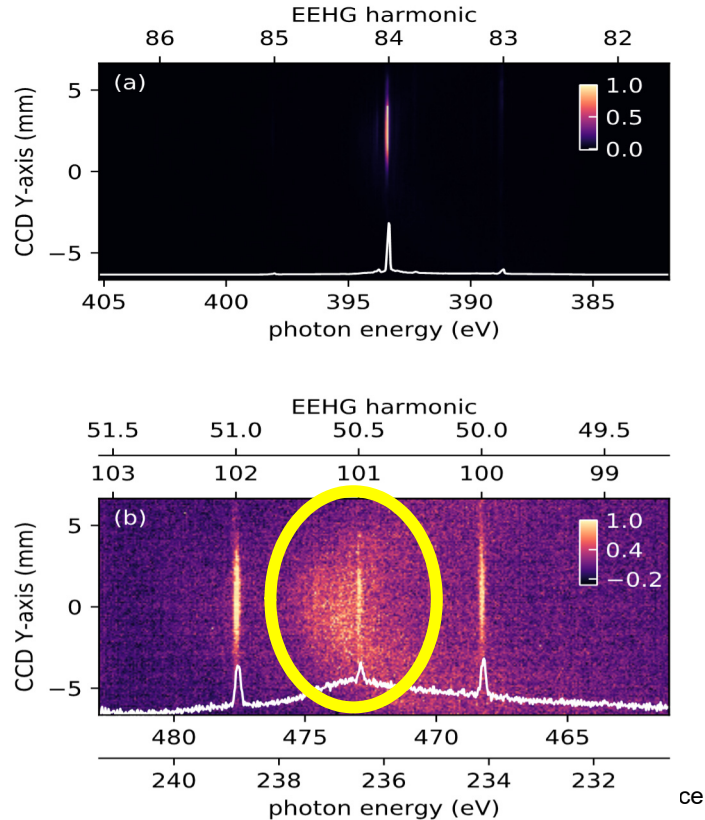 EEHG harmonic
86 85 84 83 82
(a)
1.0
0.5
0.0
5
0
−5
CCD Y-axis (mm)
405 400 395 390 385
photon energy (eV)
EEHG harmonic
51.5 51.0 50.5 50.0 49.5
103 102 101 100 99
(b)
1.0
0.4
−0.2
5
0
−5
CCD Y-axis (mm)
480 475 470 465
240 238 236 234 232
photon energy (eV)
ce